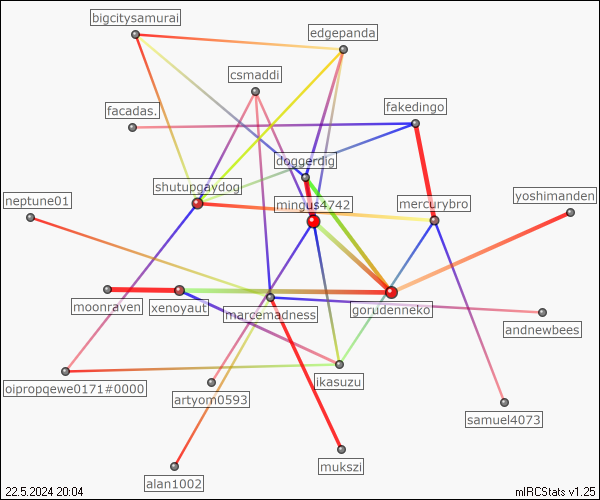 bigcitysamurai
edgepanda
csmaddi
facadas.
fakedingo
doggerdig
shutupgaydog
neptune01
mingus4742
mercurybro
yoshimanden
moonraven
xenoyaut
marcemadness
gorudenneko
andnewbees
oipropqewe0171#0000
artyom0593
ikasuzu
samuel4073
mukszi
alan1002
22.5.2024 20:04
mIRCStats v1.25